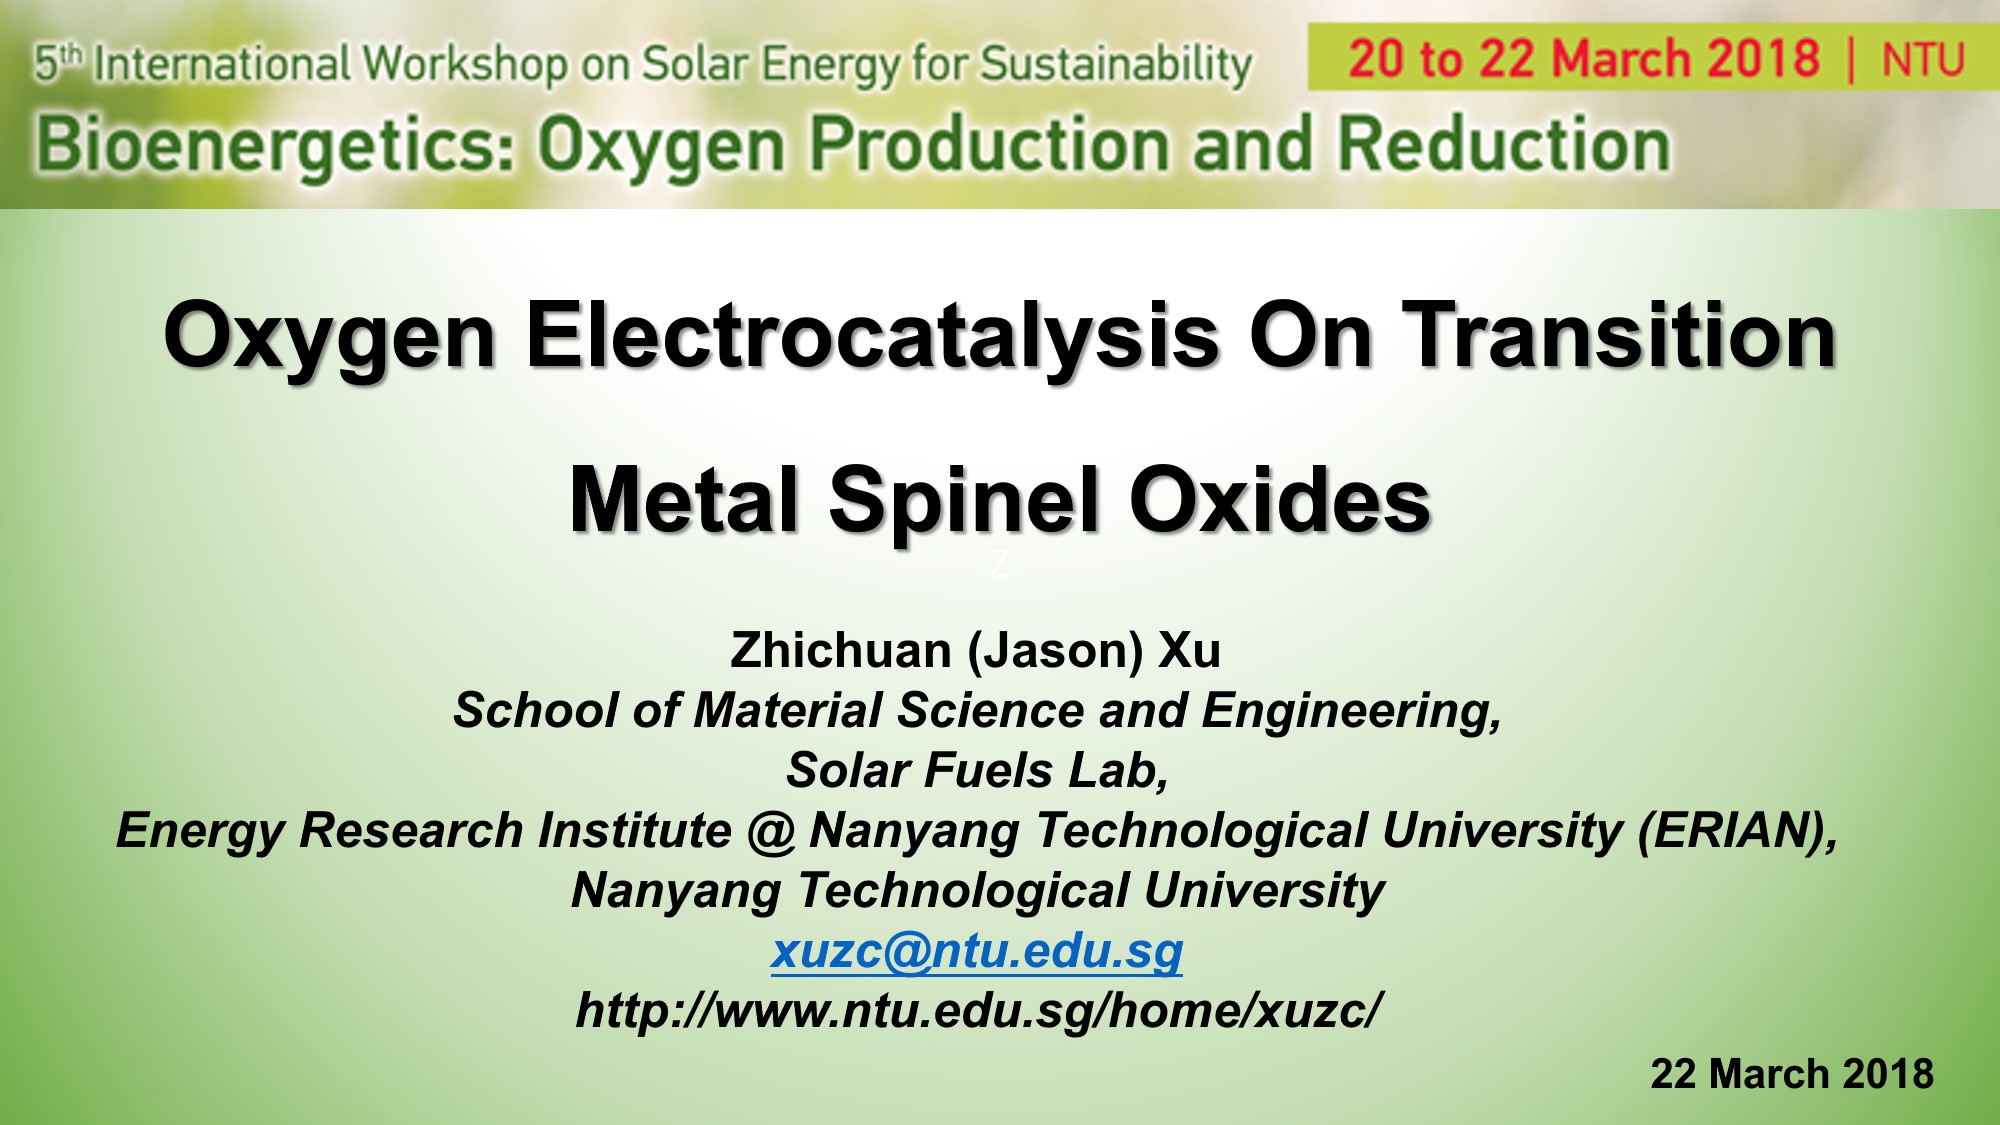 5th International Workshop on Solar Energy for Sustainability
20 to 22 March 2018 | NTU
Bioenergetics: Oxygen Production and Reduction
Oxygen Electrocatalysis On Transition
Metal Spinel Oxides
Z
Zhichuan (Jason) Xu
School of Material Science and Engineering,
Solar Fuels Lab,
Energy Research Institute @ Nanyang Technological University (ERIAN),
Nanyang Technological University
xuzc@ntu.edu.sg
http://www.ntu.edu.sg/home/xuzc/
22 March 2018